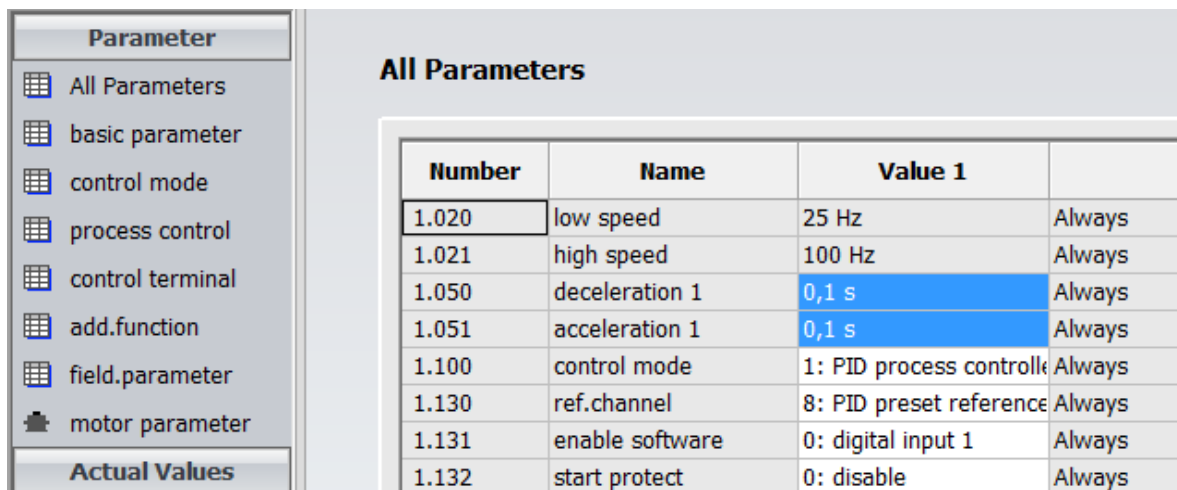 Parameter
All Parameters
basic parameter
control mode
process control
control terminal
add.function
field.parameter
motor parameter
Actual Values
All Parameters
Number Name Value 1
1.020 low speed 25 Hz Always
1.021 high speed 100 Hz Always
1.050 deceleration 1 0,1 s Always
1.051 acceleration 1 0,1 s Always
1.100 control mode 1: PID process controlle Always
1.130 ref.channel 8: PID preset reference Always
1.131 enable software 0: digital input 1 Always
1.132 start protect 0: disable Always